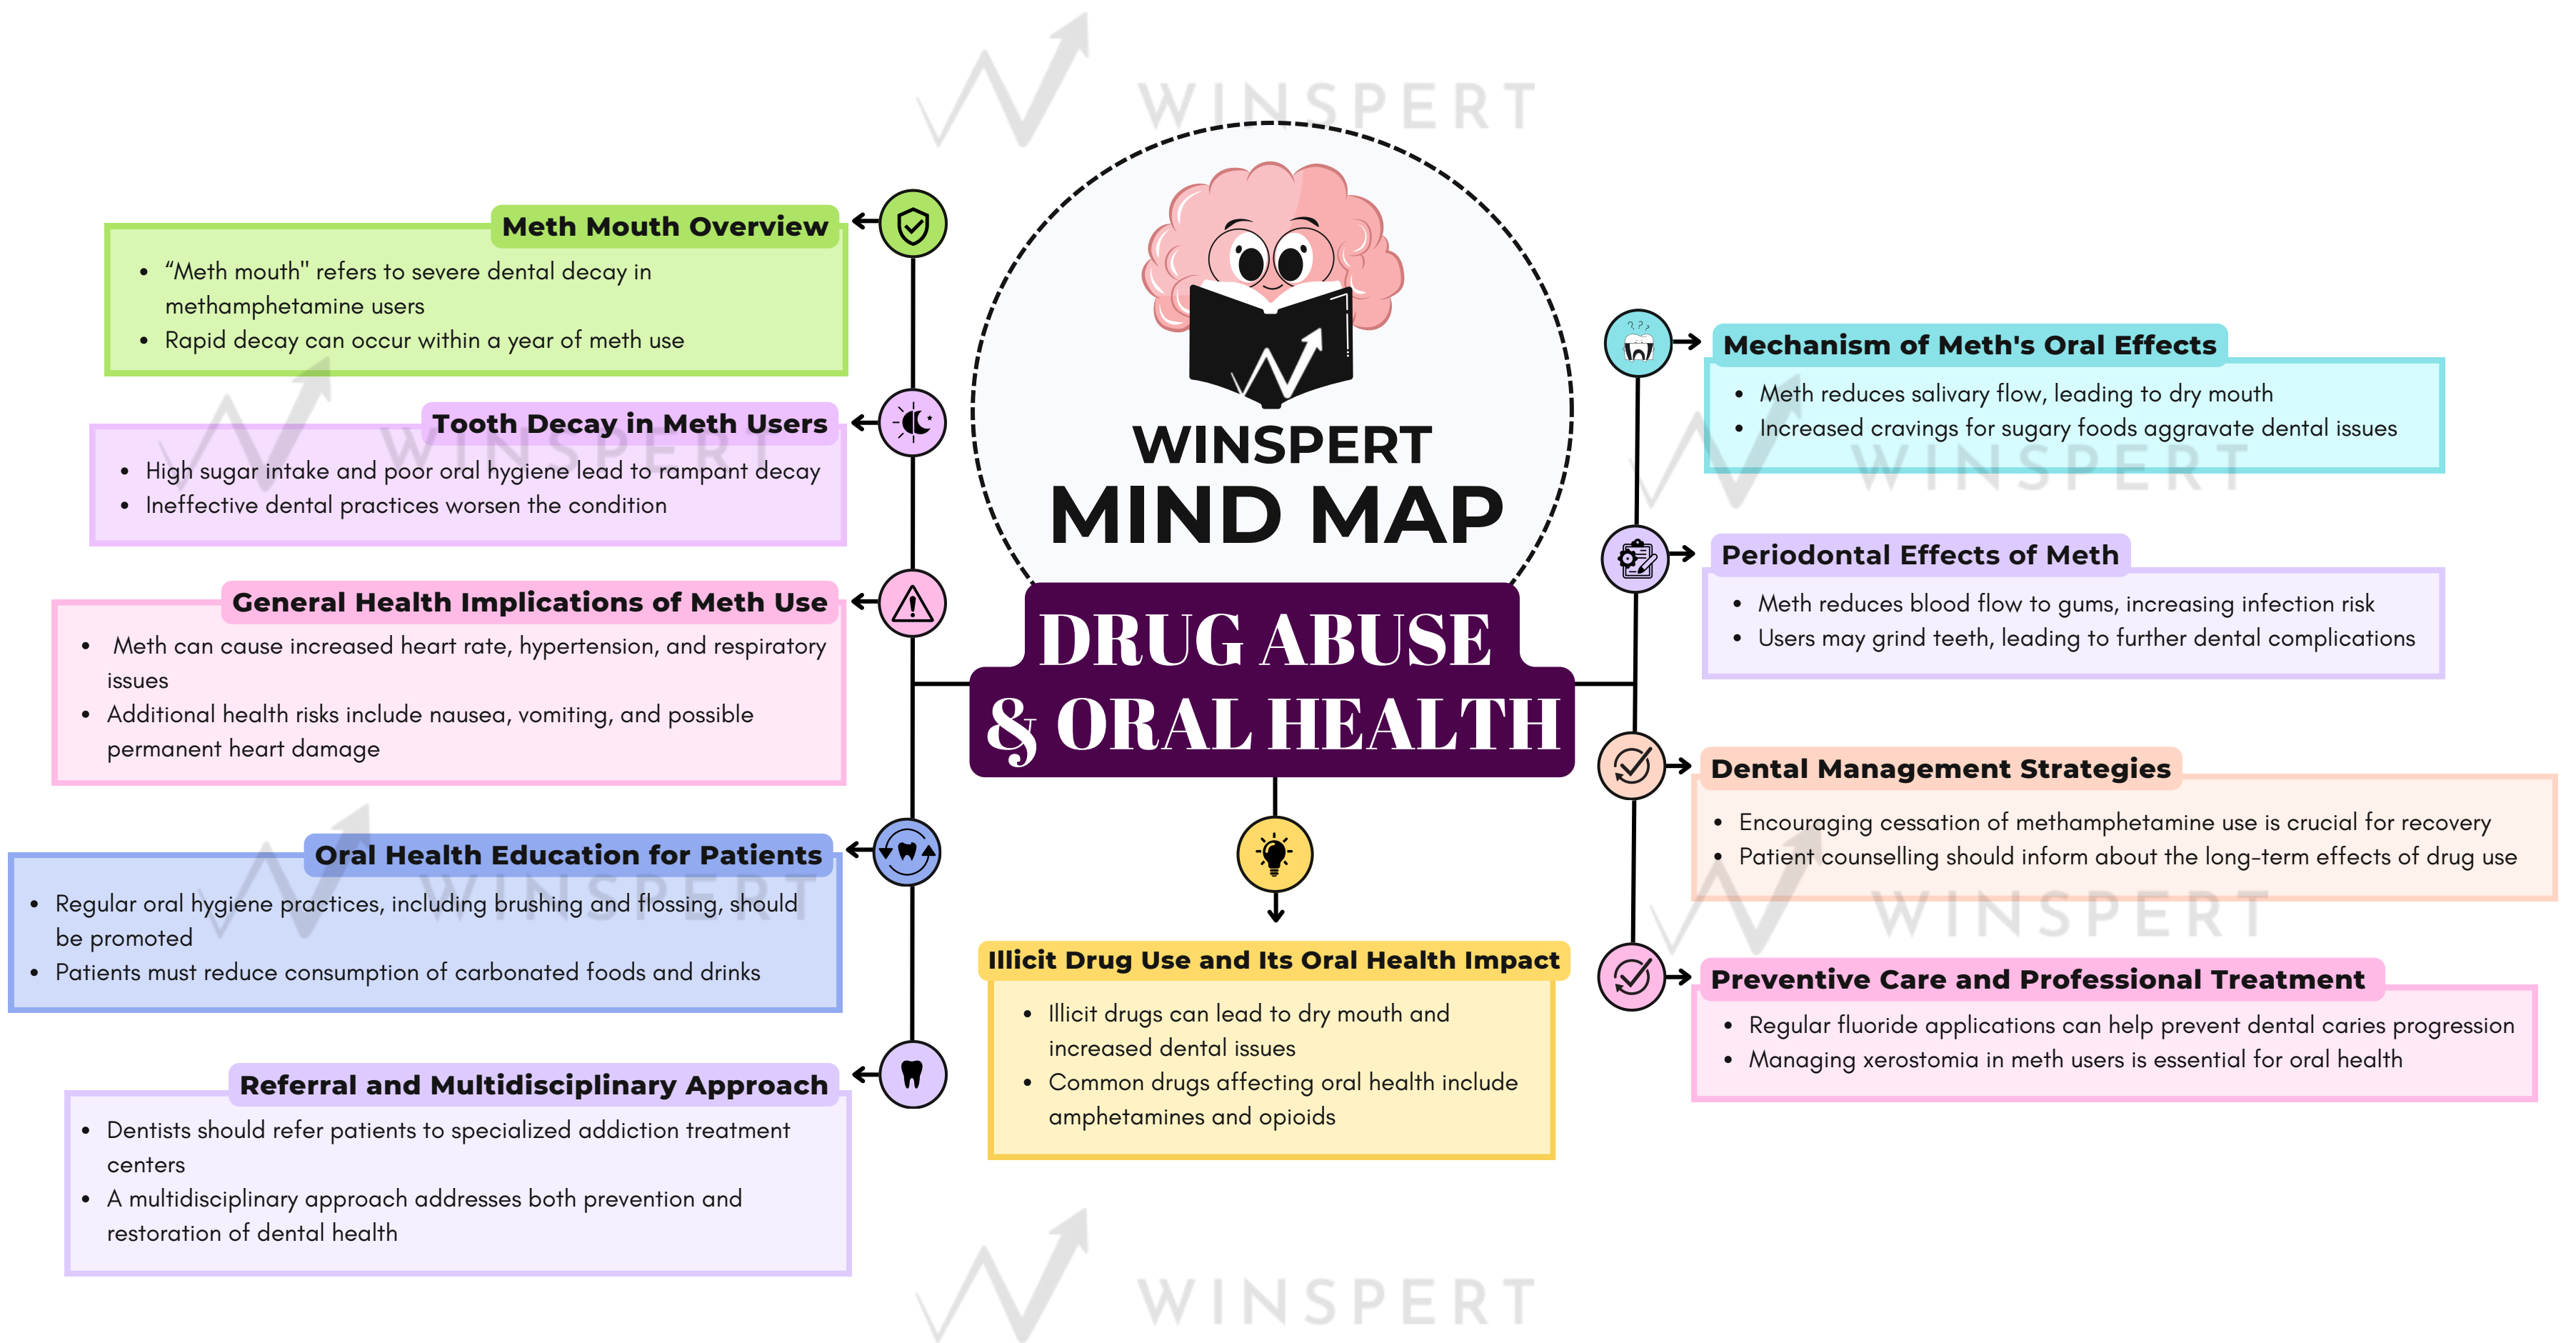 WINSPERT
WINSPERT
MIND MAP
DRUG ABUSE
& ORAL HEALTH
Meth Mouth Overview
• “Meth mouth" refers to severe dental decay in
methamphetamine users
• Rapid decay can occur within a year of meth use
Tooth Decay in Meth Users
WINSPERT
• High sugar intake and poor oral hygiene lead to rampant decay
• Ineffective dental practices worsen the condition
General Health Implications of Meth Use
• Meth can cause increased heart rate, hypertension, and respiratory
issues
• Additional health risks include nausea, vomiting, and possible
permanent heart damage
Oral Health Education for Patients
WINSPERT
• Regular oral hygiene practices, including brushing and flossing, should
be promoted
• Patients must reduce consumption of carbonated foods and drinks
Referral and Multidisciplinary Approach
• Dentists should refer patients to specialized addiction treatment
centers
• A multidisciplinary approach addresses both prevention and
restoration of dental health
Illicit Drug Use and Its Oral Health Impact
• Illicit drugs can lead to dry mouth and
increased dental issues
• Common drugs affecting oral health include
amphetamines and opioids
???
Mechanism of Meth's Oral Effects
• Meth reduces salivary flow, leading to dry mouth
• Increased cravings for sugary foods aggravate dental issues
WINSPERT
Periodontal Effects of Meth
• Meth reduces blood flow to gums, increasing infection risk
• Users may grind teeth, leading to further dental complications
Dental Management Strategies
• Encouraging cessation of methamphetamine use is crucial for recovery
• Patient counselling should inform about the long-term effects of drug use
WINSPERT
Preventive Care and Professional Treatment
• Regular fluoride applications can help prevent dental caries progression
• Managing xerostomia in meth users is essential for oral health
WINSPERT